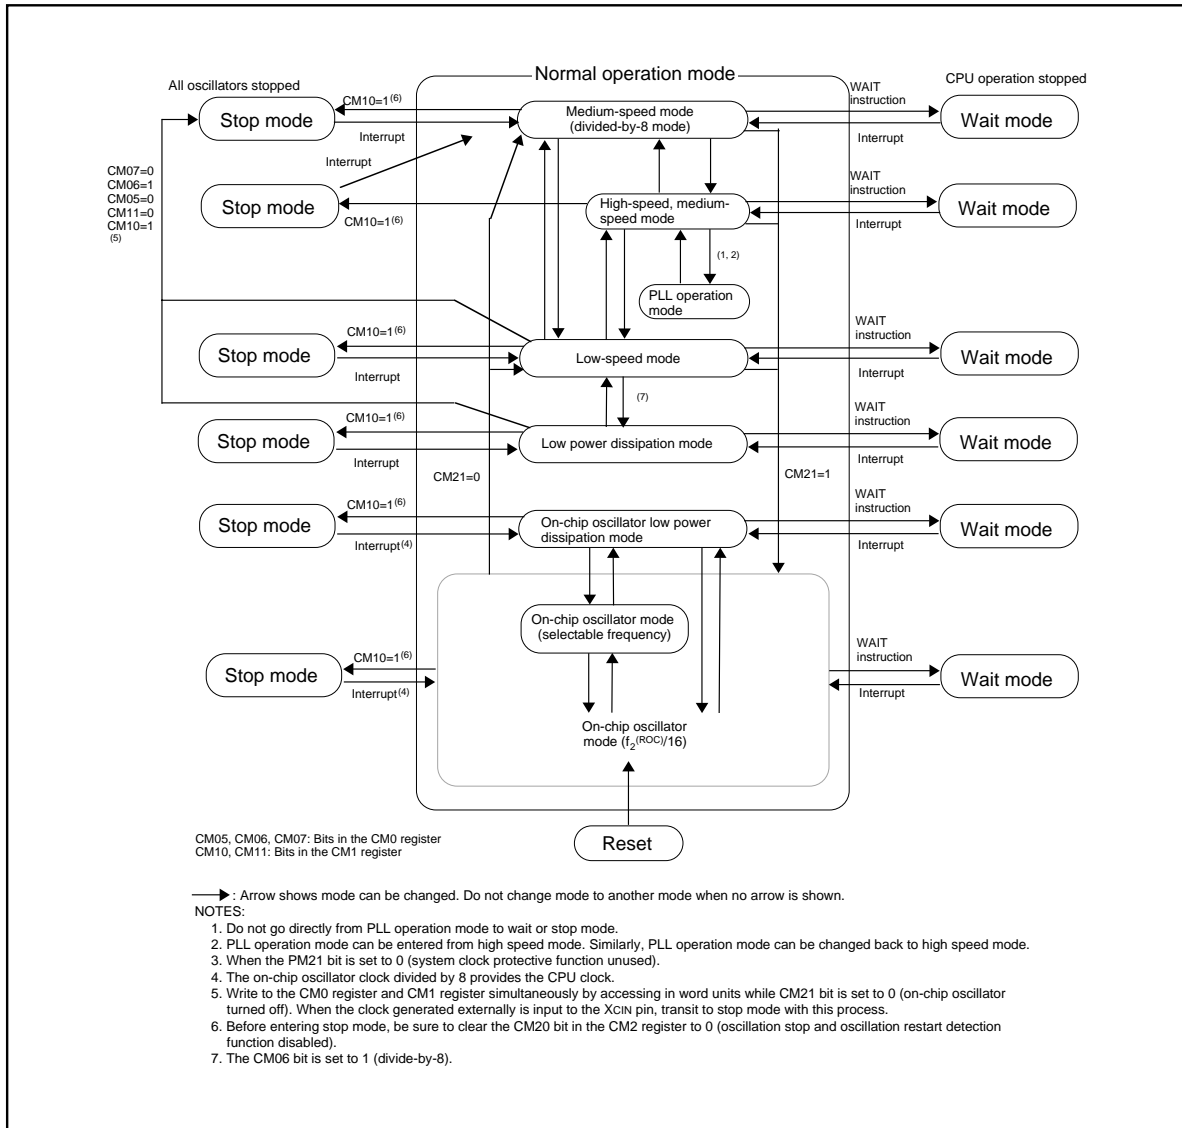 Normal operation mode
All oscillators stopped
CPU operation stopped
Stop mode
CM10=1(6)
Interrupt
Medium-speed mode
(divided-by-8 mode)
WAIT
instruction
Interrupt
Wait mode
CM07=0
CM06=1
CM05=0
CM11=0
CM10=1
(5)
Interrupt
Stop mode
CM10=1(6)
High-speed, medium-
speed mode
WAIT
instruction
Interrupt
Wait mode
(1, 2)
PLL operation
mode
Stop mode
CM10=1(6)
Interrupt
Low-speed mode
WAIT
instruction
Interrupt
Wait mode
(7)
Stop mode
CM10=1(6)
Interrupt
Low power dissipation mode
WAIT
instruction
Interrupt
Wait mode
CM21=0
CM21=1
Stop mode
CM10=1(6)
Interrupt(4)
On-chip oscillator low power
dissipation mode
WAIT
instruction
Interrupt
Wait mode
On-chip oscillator mode
(selectable frequency)
Stop mode
CM10=1(6)
Interrupt(4)
WAIT
instruction
Interrupt
Wait mode
On-chip oscillator
mode (f2(ROC)/16)
Reset
CM05, CM06, CM07: Bits in the CM0 register
CM10, CM11: Bits in the CM1 register
: Arrow shows mode can be changed. Do not change mode to another mode when no arrow is shown.
NOTES:
1. Do not go directly from PLL operation mode to wait or stop mode.
2. PLL operation mode can be entered from high speed mode. Similarly, PLL operation mode can be changed back to high speed mode.
3. When the PM21 bit is set to 0 (system clock protective function unused).
4. The on-chip oscillator clock divided by 8 provides the CPU clock.
5. Write to the CM0 register and CM1 register simultaneously by accessing in word units while CM21 bit is set to 0 (on-chip oscillator
turned off). When the clock generated externally is input to the XCIN pin, transit to stop mode with this process.
6. Before entering stop mode, be sure to clear the CM20 bit in the CM2 register to 0 (oscillation stop and oscillation restart detection
function disabled).
7. The CM06 bit is set to 1 (divide-by-8).